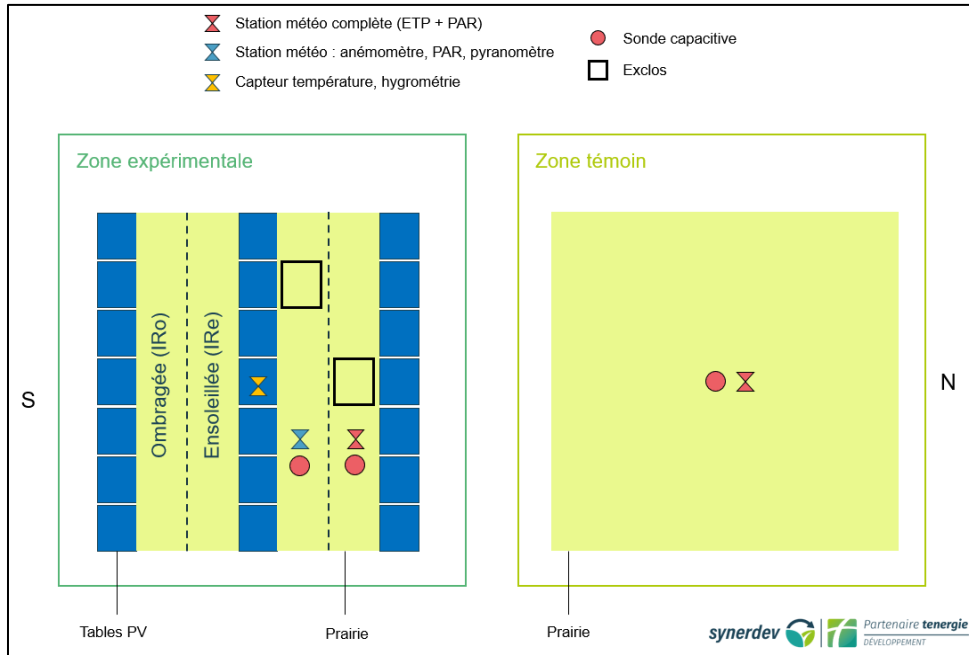 Station météo complète (ETP + PAR)
Station météo : anémomètre, PAR, pyranomètre
Capteur température, hygrométrie
Sonde capacitive
Exclos
Zone expérimentale
Zone témoin
Ombragée (IRo)
Ensoleillée (IRe)
S
N
Tables PV
Prairie
Prairie
synerdev
Partenaire tenergie
DÉVELOPPEMENT